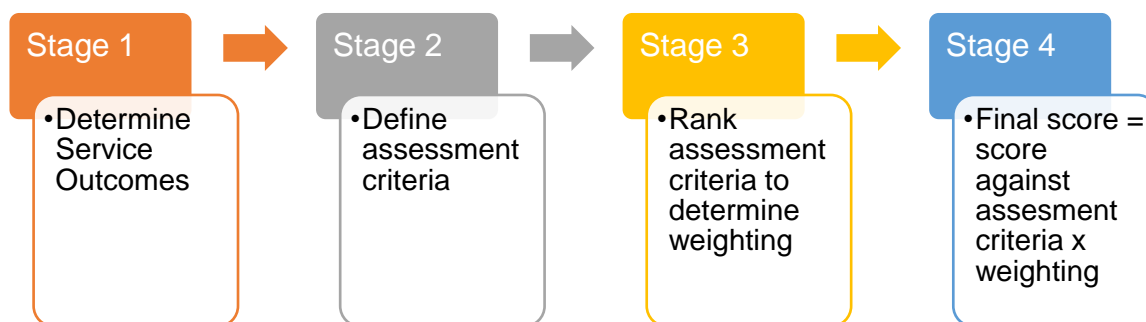 Stage 1
•Determine
Service
Outcomes
Stage 2
•Define
assessment
criteria
Stage 3
•Rank
assessment
criteria to
determine
weighting
Stage 4
•Final score =
score
against
assesment
criteria x
weighting